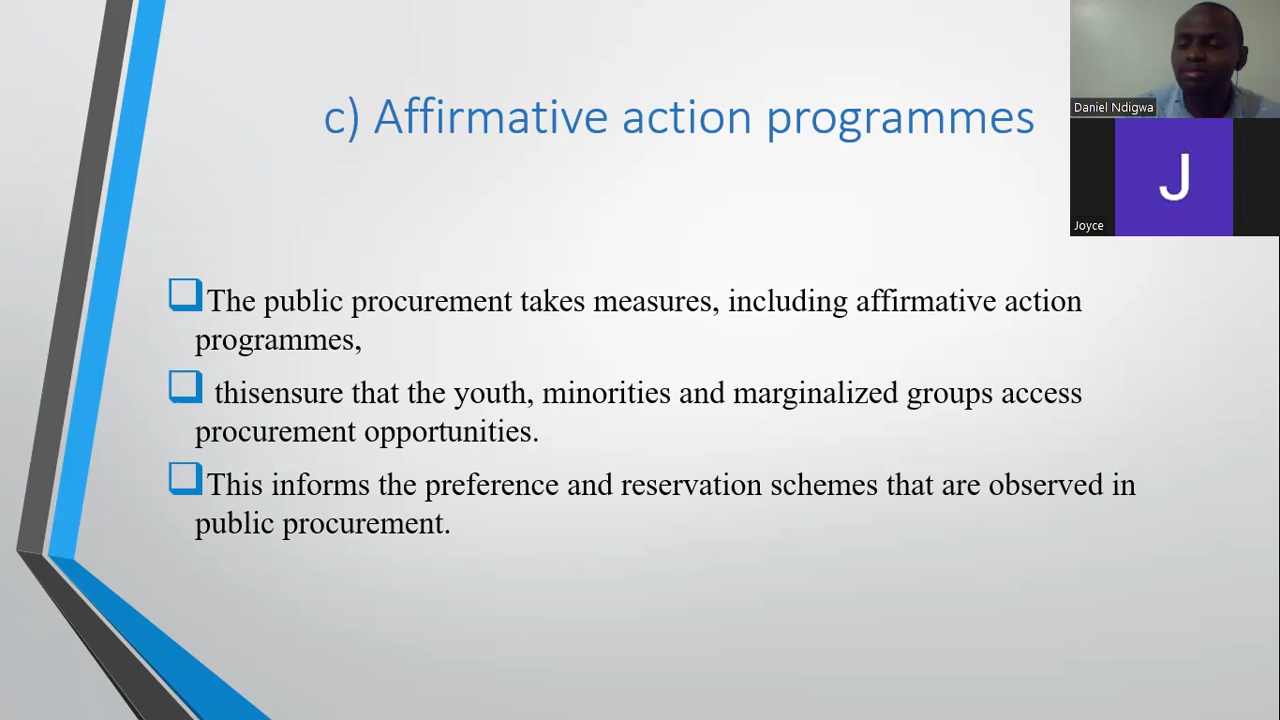 c) Affirmative action programmes
Daniel Ndigwa
J
Joyce
The public procurement takes measures, including affirmative action
programmes,
thisensure that the youth, minorities and marginalized groups access
procurement opportunities.
This informs the preference and reservation schemes that are observed in
public procurement.